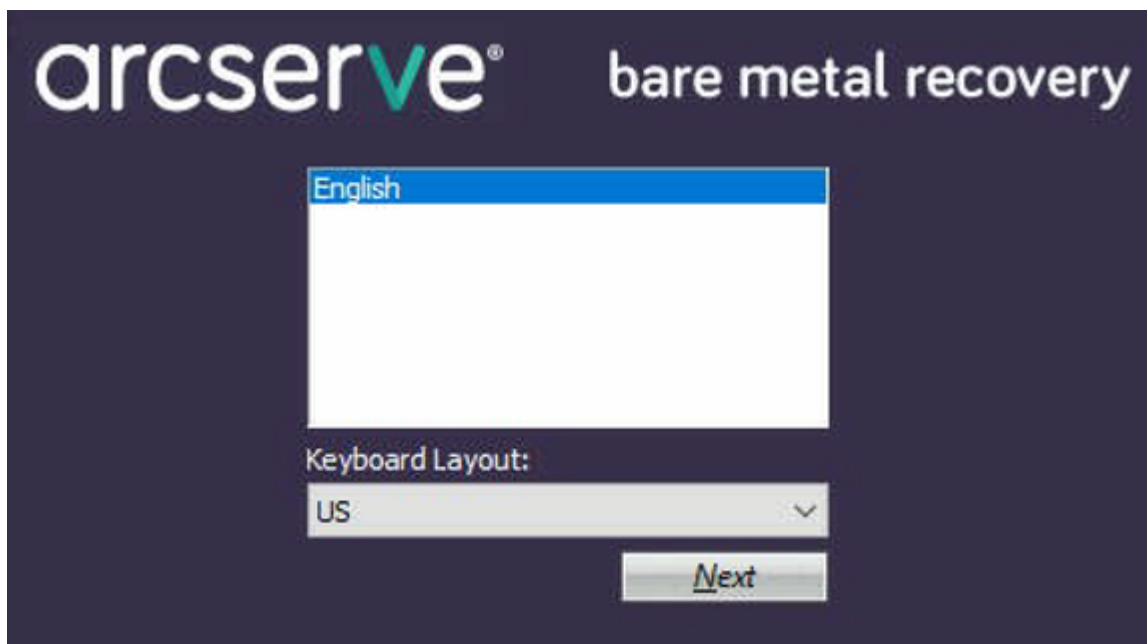 arcserve® bare metal recovery
English
Keyboard Layout:
US
Next